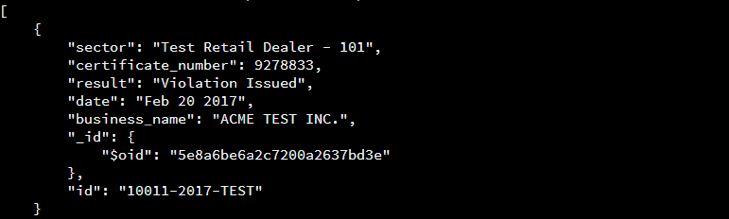 [
    {
        "sector": "Test Retail Dealer - 101",
        "certificate_number": 9278833,
        "result": "Violation Issued",
        "date": "Feb 20 2017",
        "business_name": "ACME TEST INC.",
        "_id": {
            "$oid": "5e8a6be6a2c7200a2637bd3e"
        },
        "id": "10011-2017-TEST"
    }